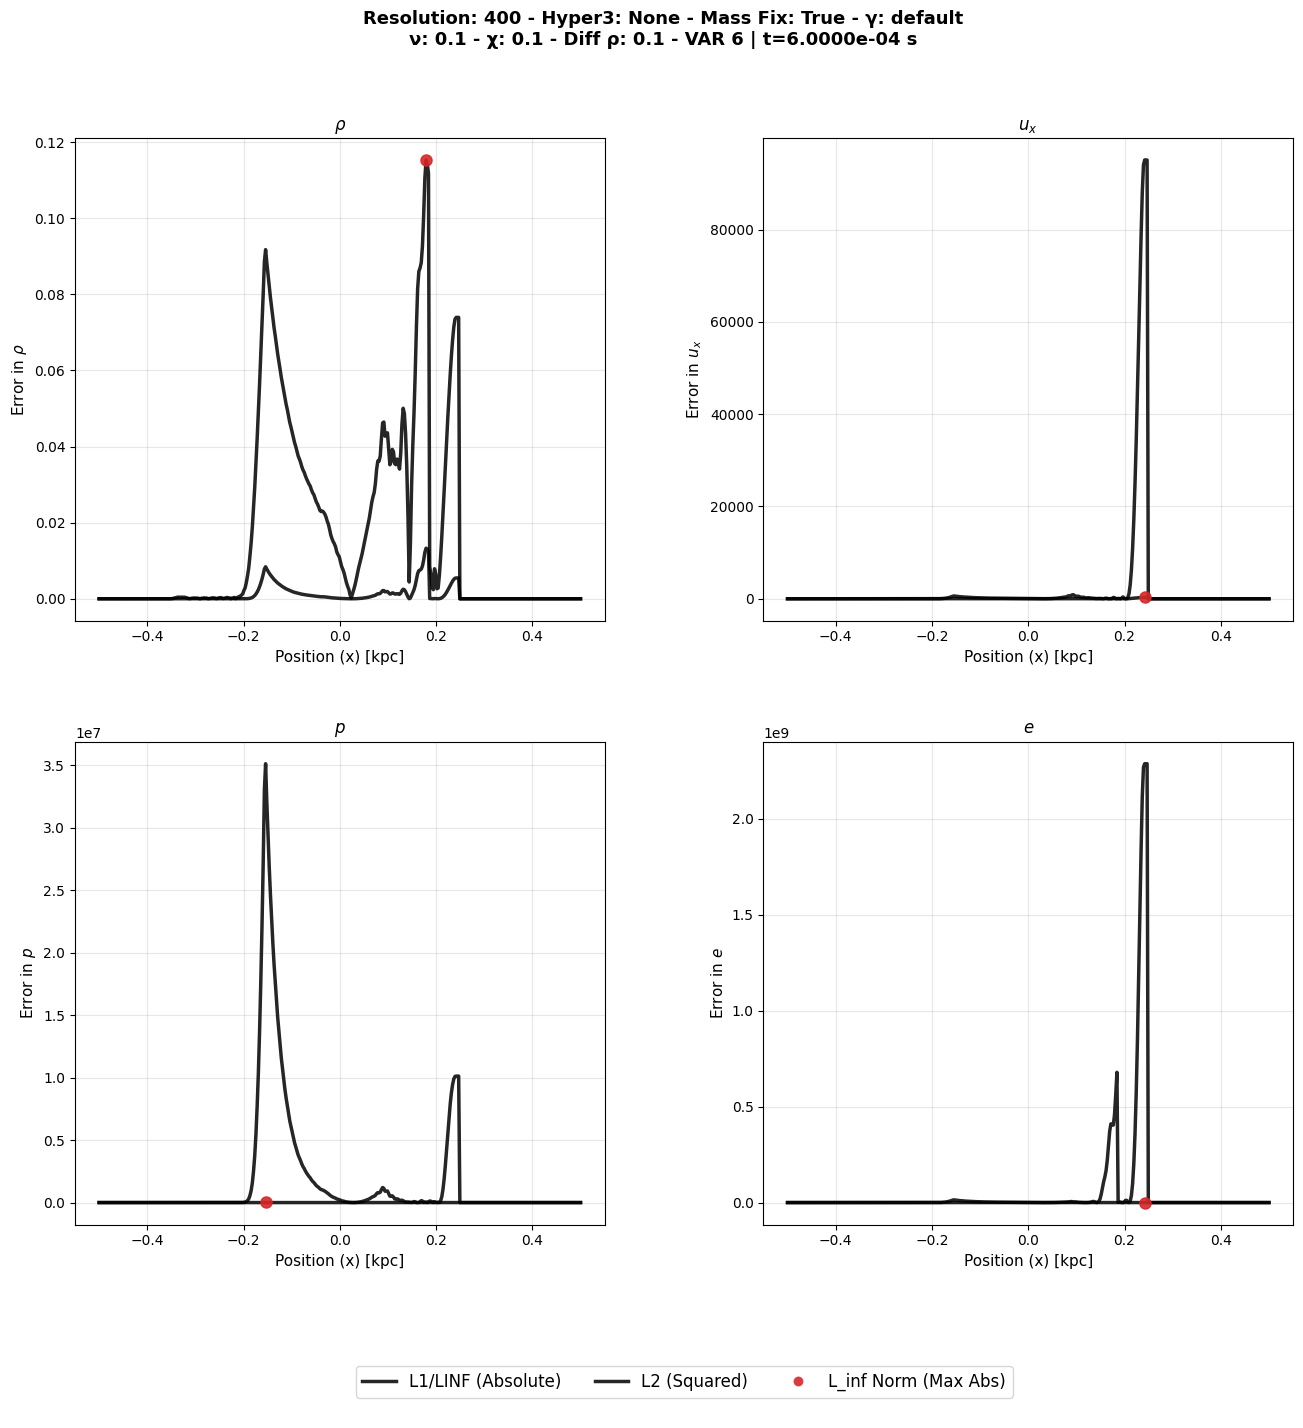 Resolution: 400 - Hyper3: None - Mass Fix: True - γ: default
ν: 0.1 - χ: 0.1 - Diff ρ: 0.1 - VAR 6 | t=6.0000e-04 s
ρ
0.12
0.10
0.08
0.06
0.04
0.02
0.00
Error in ρ
−0.4 −0.2 0.0 0.2 0.4
Position (x) [kpc]
u_x
80000
60000
40000
20000
0
Error in u_x
−0.4 −0.2 0.0 0.2 0.4
Position (x) [kpc]
p
1e7
3.5
3.0
2.5
2.0
1.5
1.0
0.5
0.0
Error in p
−0.4 −0.2 0.0 0.2 0.4
Position (x) [kpc]
e
1e9
2.0
1.5
1.0
0.5
0.0
Error in e
−0.4 −0.2 0.0 0.2 0.4
Position (x) [kpc]
L1/LINF (Absolute) L2 (Squared) L_inf Norm (Max Abs)